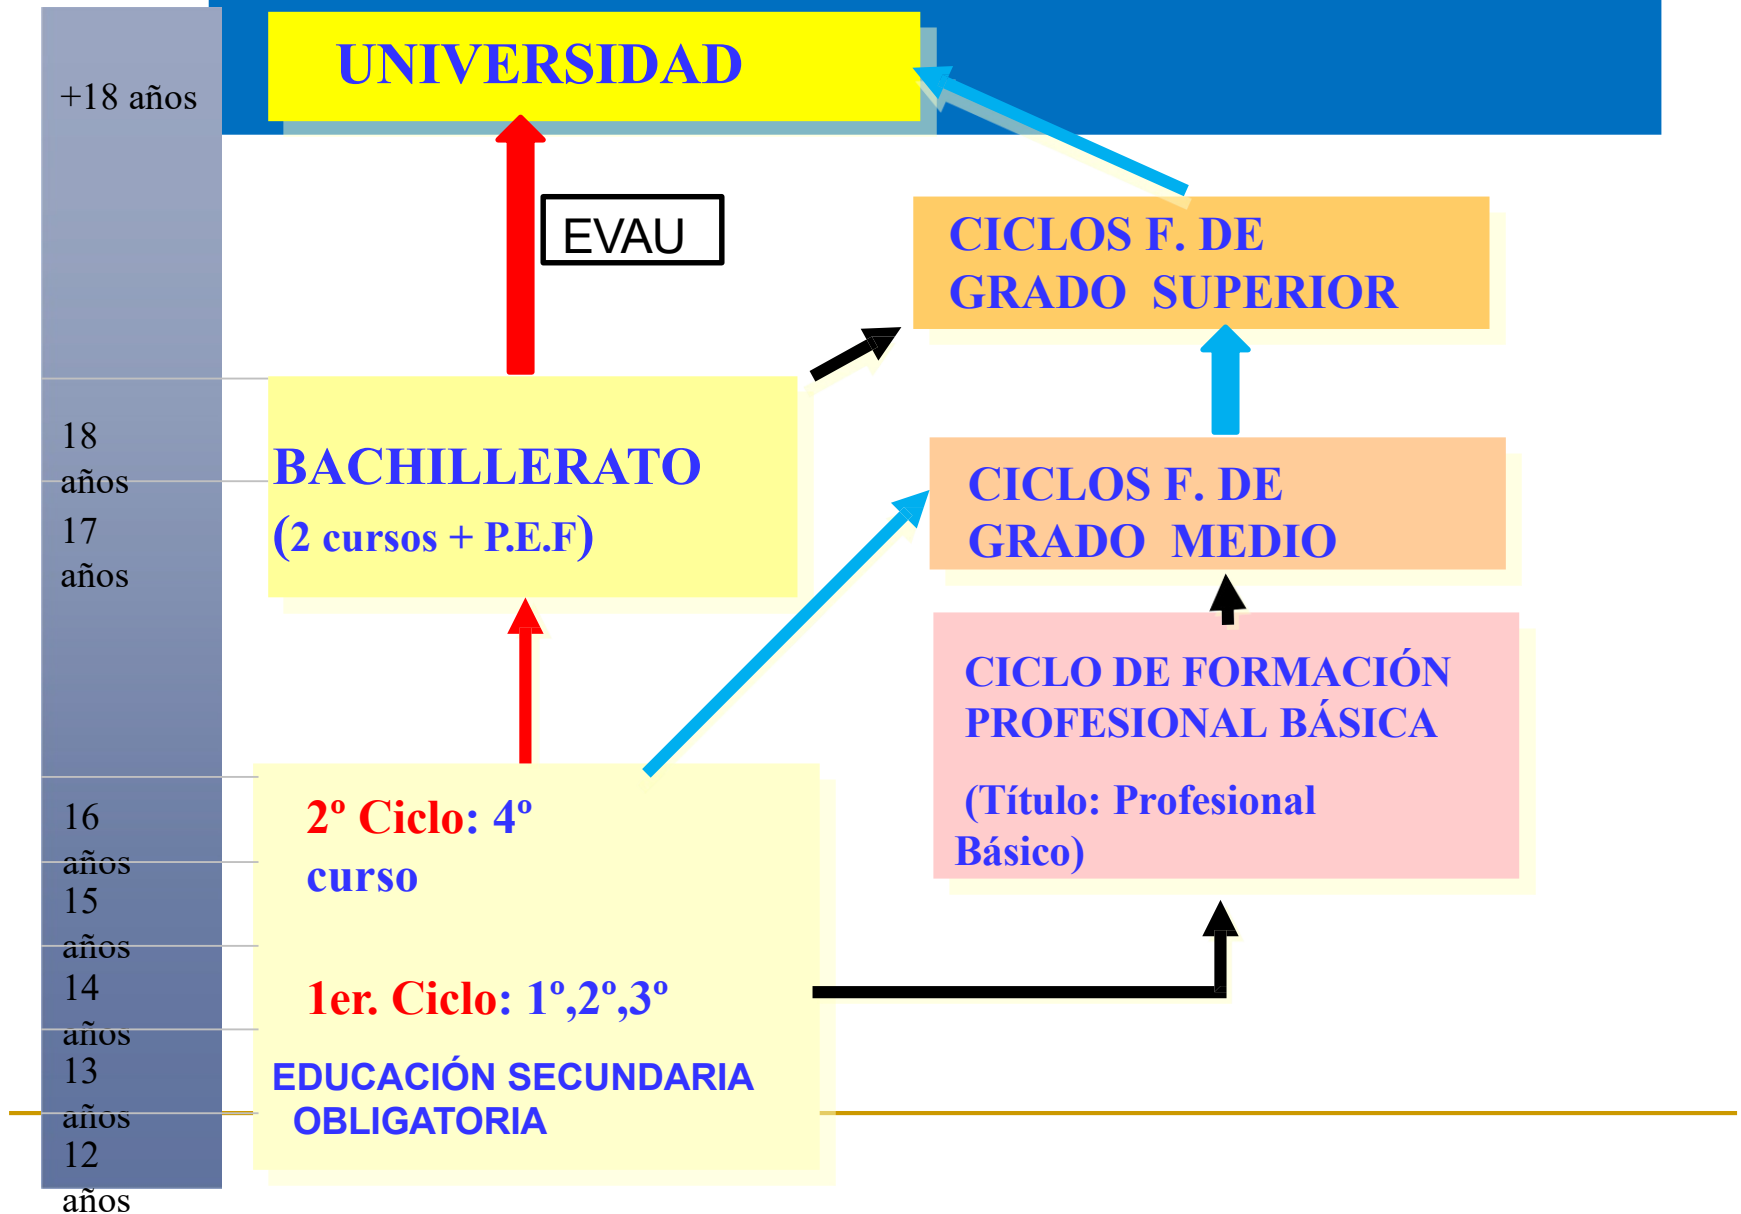 +18 años
18
años
17
años
16
años
15
años
14
años
13
años
12
años
UNIVERSIDAD
EVAU
BACHILLERATO
(2 cursos + P.E.F)
2º Ciclo: 4º
curso
1er. Ciclo: 1º,2º,3º
EDUCACIÓN SECUNDARIA
OBLIGATORIA
CICLOS F. DE
GRADO SUPERIOR
CICLOS F. DE
GRADO MEDIO
CICLO DE FORMACIÓN
PROFESIONAL BÁSICA
(Título: Profesional
Básico)